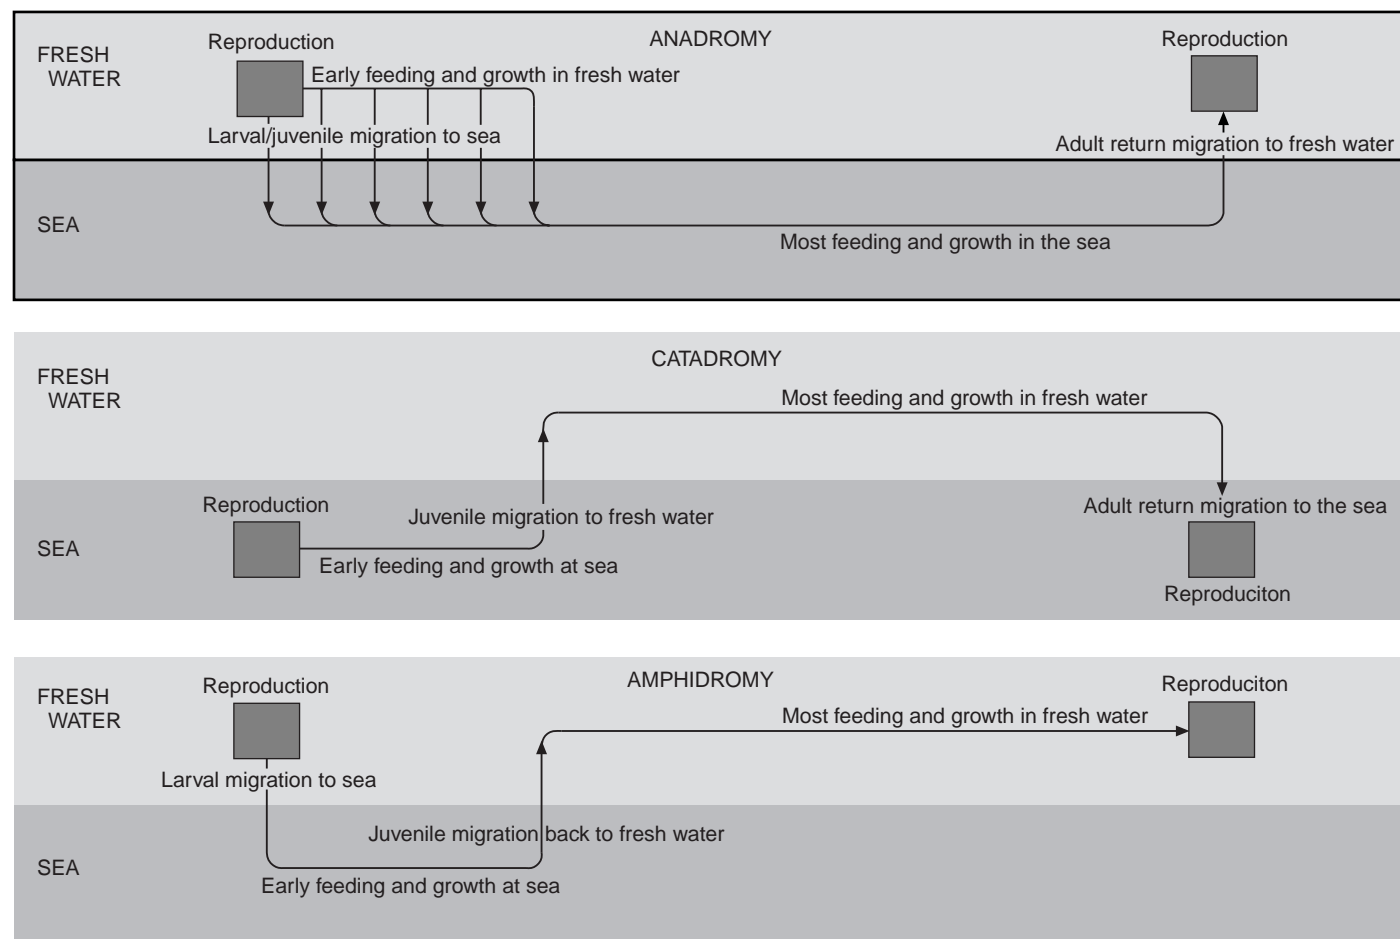 ANADROMY
FRESH
WATER
Reproduction
Early feeding and growth in fresh water
Larval/juvenile migration to sea
Reproduction
Adult return migration to fresh water
SEA
Most feeding and growth in the sea
CATADROMY
FRESH
WATER
Most feeding and growth in fresh water
Reproduction
Juvenile migration to fresh water
Adult return migration to the sea
SEA
Early feeding and growth at sea
Reproduciton
AMPHIDROMY
FRESH
WATER
Reproduction
Most feeding and growth in fresh water
Reproduciton
Larval migration to sea
Juvenile migration back to fresh water
SEA
Early feeding and growth at sea